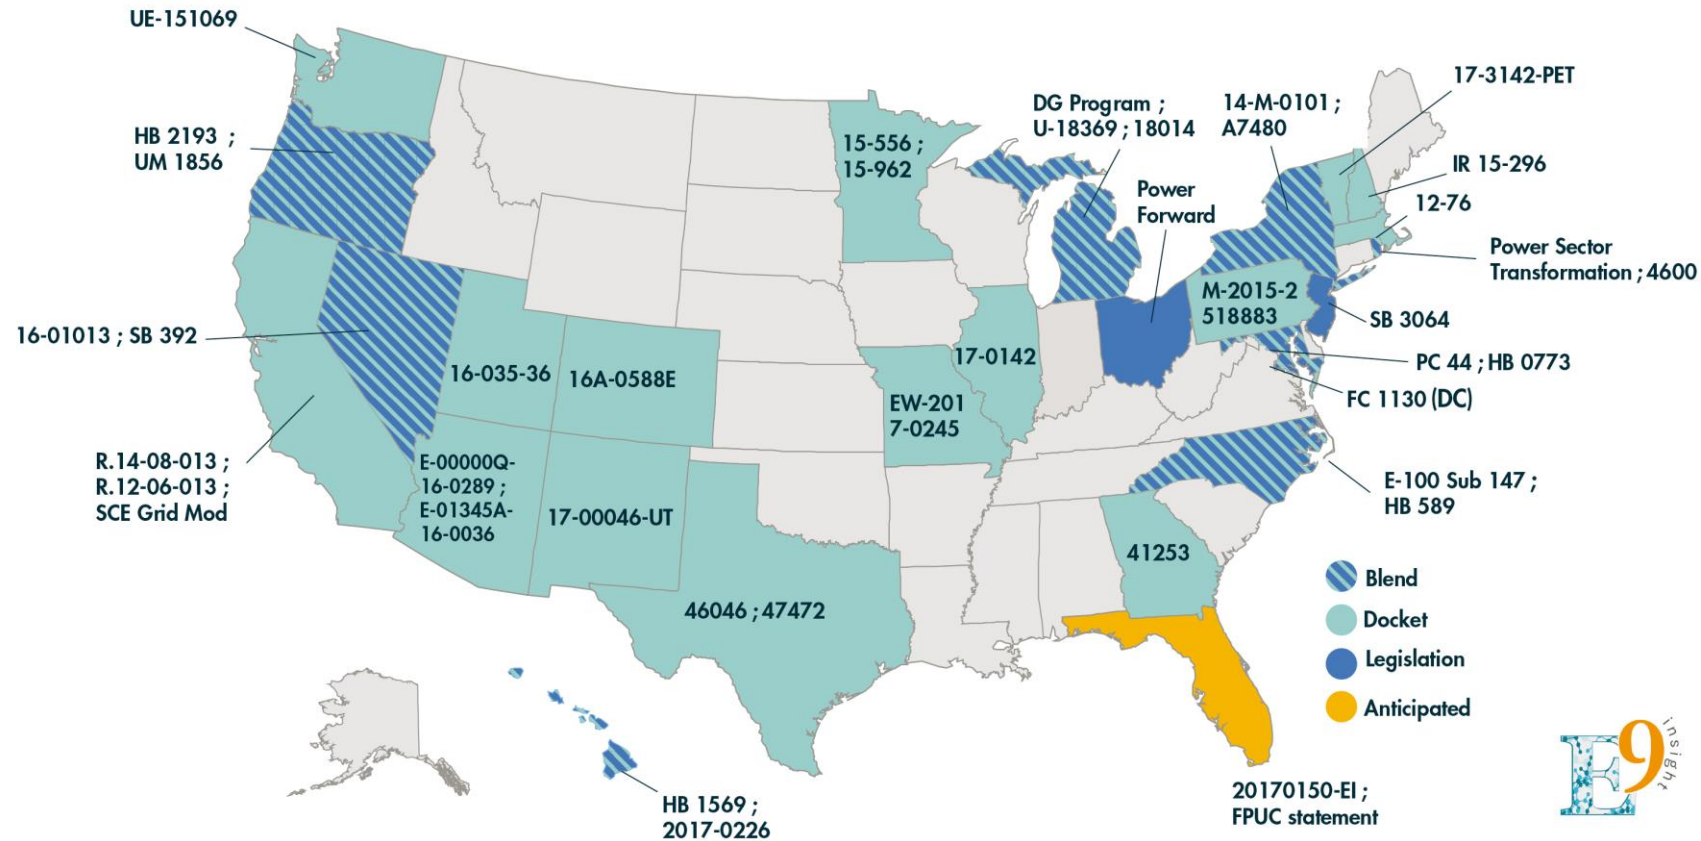 UE-151069
HB 2193 ;
UM 1856
16-01013 ; SB 392
R.14-08-013 ;
R.12-06-013 ;
SCE Grid Mod
16-035-36
16A-0588E
E-00000Q-
16-0289 ;
E-01345A-
16-0036
17-00046-UT
46046 ; 47472
15-556 ;
15-962
17-0142
EW-201
7-0245
DG Program ;
U-18369 ; 18014
Power
Forward
14-M-0101 ;
A7480
17-3142-PET
IR 15-296
12-76
Power Sector
Transformation ; 4600
M-2015-2
518883
SB 3064
PC 44 ; HB 0773
FC 1130 (DC)
E-100 Sub 147 ;
HB 589
41253
20170150-EI ;
FPUC statement
HB 1569 ;
2017-0226
Blend
Docket
Legislation
Anticipated
E9
insight